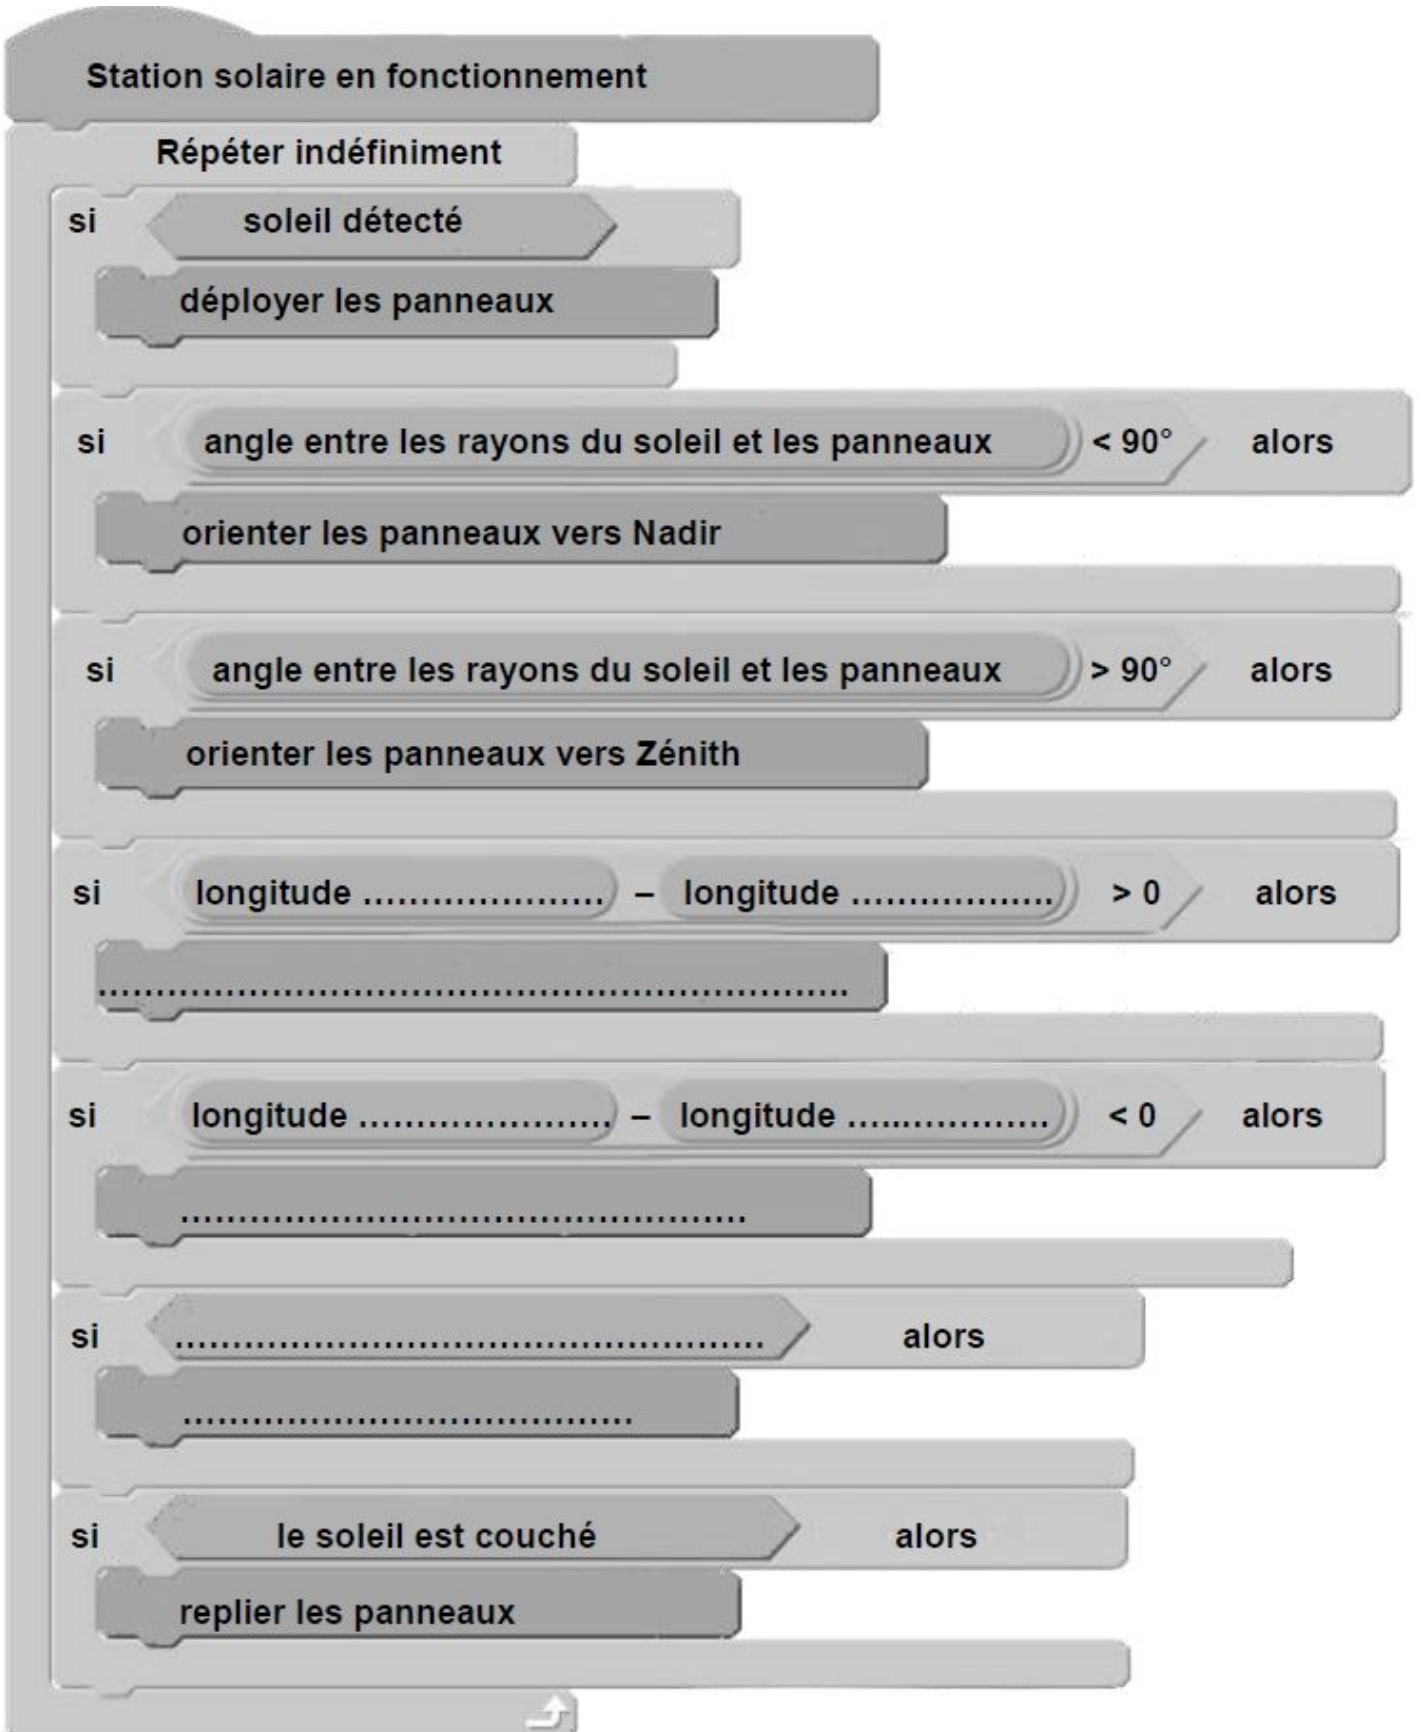 Station solaire en fonctionnement
Répéter indéfiniment
si soleil détecté
déployer les panneaux
si angle entre les rayons du soleil et les panneaux < 90° alors
orienter les panneaux vers Nadir
si angle entre les rayons du soleil et les panneaux > 90° alors
orienter les panneaux vers Zénith
si longitude ..................... – longitude .................. > 0 alors
.................................................................
si longitude ...................... – longitude .................. < 0 alors
.................................................
si ................................................... alors
.......................................
si le soleil est couché alors
replier les panneaux